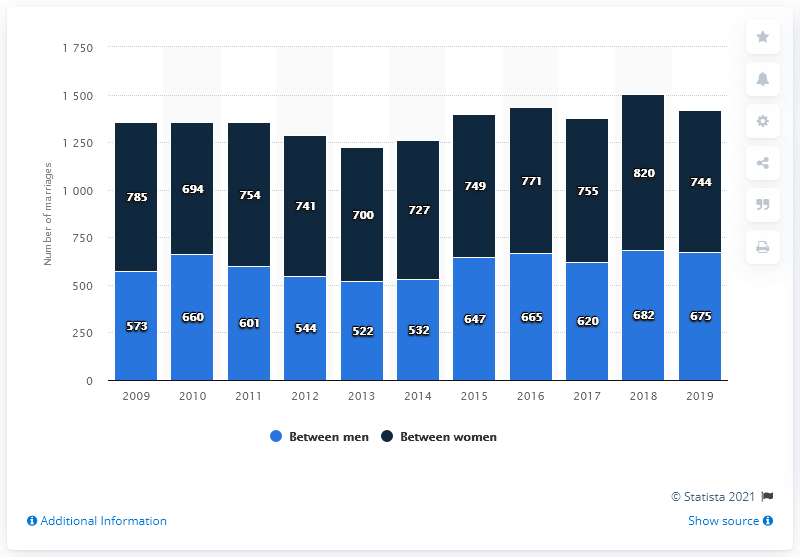 1 750
1 500
1 250
1 000
750
500
250
0
Number of marriages
785 694 754 741 700 727 749 771 755 820 744
573 660 601 544 522 532 647 665 620 682 675
2009 2010 2011 2012 2013 2014 2015 2016 2017 2018 2019
Between men Between women
© Statista 2021
Additional Information Show source